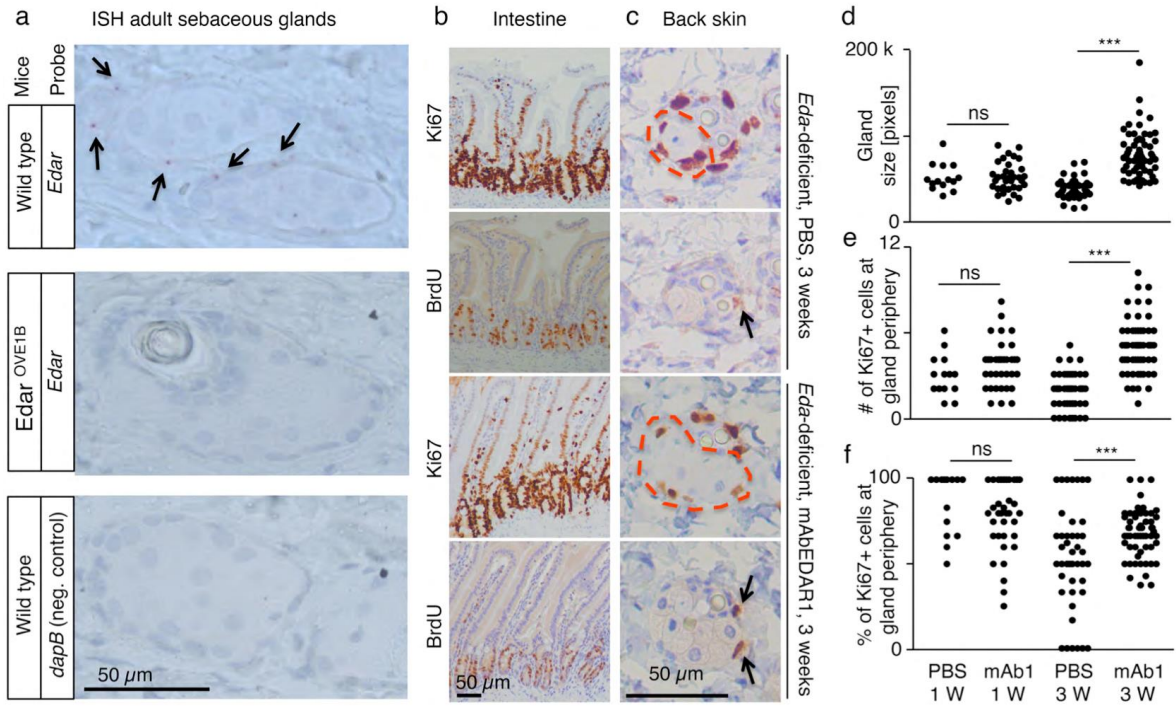 a
ISH adult sebaceous glands
Mice
Probe
Wild type
Edar
Edar OVE1B
Edar
Wild type
dapB (neg. control)
50 µm
b
Intestine
Ki67
BrdU
Ki67
BrdU
50 µm
c
Back skin
Eda-deficient, PBS, 3 weeks
Eda-deficient, mAbEDAR1, 3 weeks
50 µm
d
200 k
Gland
size [pixels]
0
ns
***
e
12
# of Ki67+ cells at
gland periphery
0
ns
***
f
100
% of Ki67+ cells at
gland periphery
0
ns
***
PBS mAb1 PBS mAb1
1 W 1 W 3 W 3 W